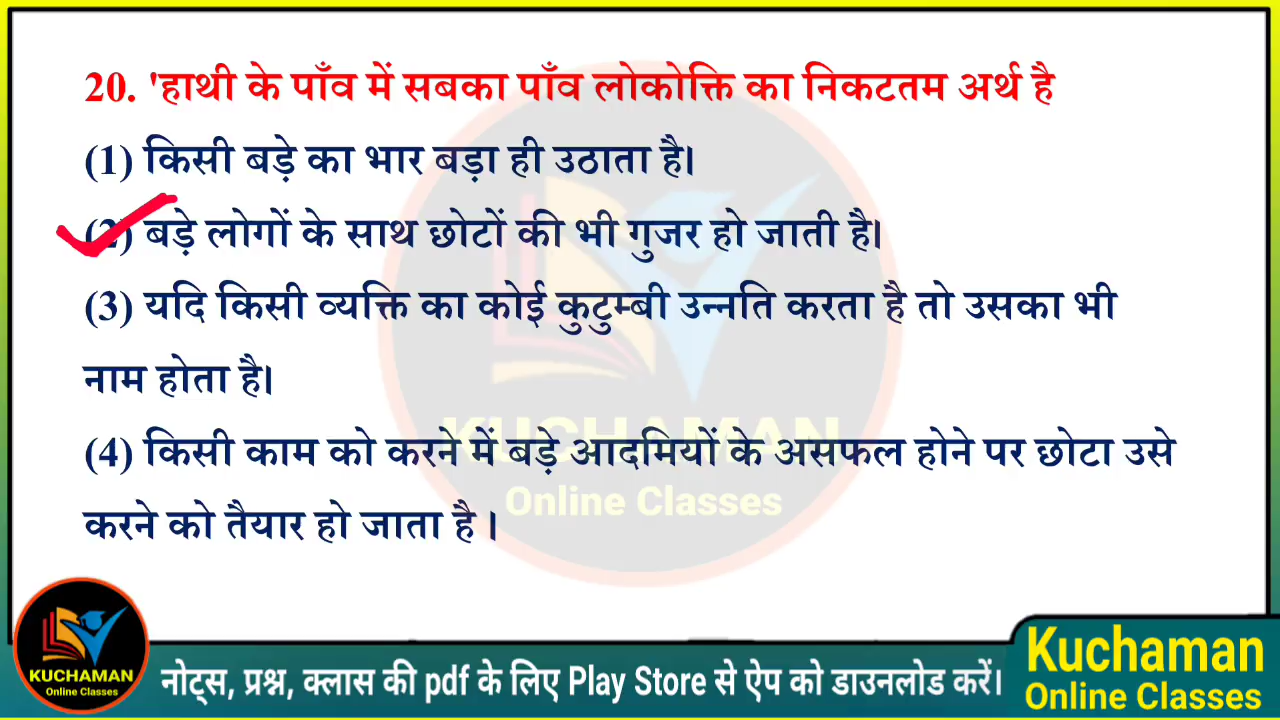 20. 'हाथी के पाँव में सबका पाँव लोकोक्ति का निकटतम अर्थ है
(1) किसी बड़े का भार बड़ा ही उठाता है।
(2) बड़े लोगों के साथ छोटों की भी गुजर हो जाती है।
(3) यदि किसी व्यक्ति का कोई कुटुम्बी उन्नति करता है तो उसका भी
नाम होता है।
(4) किसी काम को करने में बड़े आदमियों के असफल होने पर छोटा उसे
करने को तैयार हो जाता है ।
KUCHAMAN
Online Classes
KUCHAMAN
Online Classes
नोट्स, प्रश्न, क्लास की pdf के लिए Play Store से ऐप को डाउनलोड करें।
Kuchaman
Online Classes